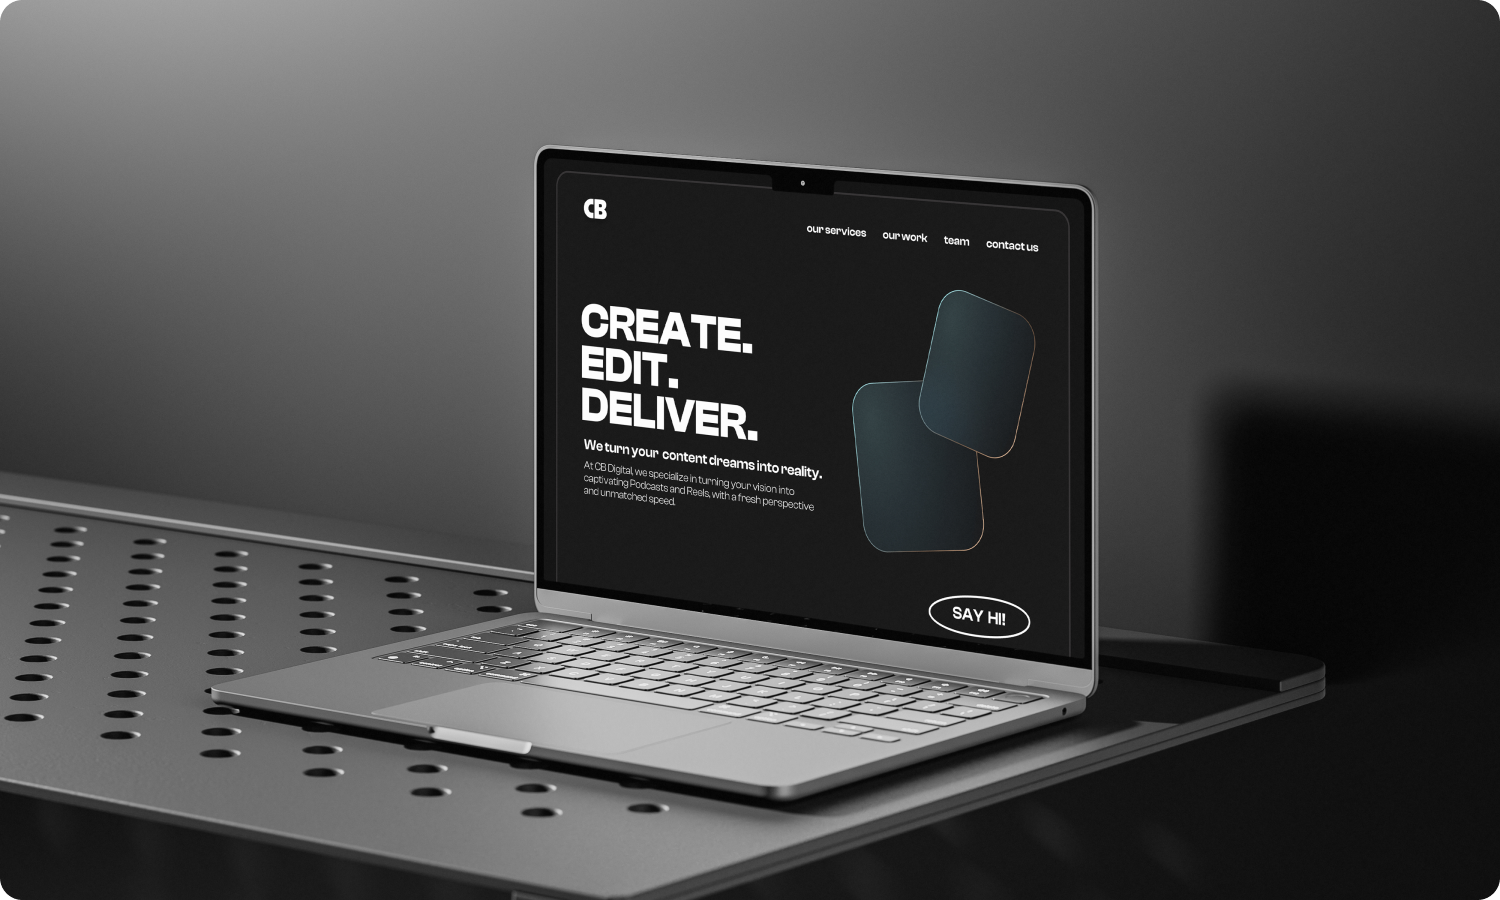 CB
our services our work team contact us
CREATE.
EDIT.
DELIVER.
We turn your content dreams into reality.
At CB Digital, we specialize in turning your vision into
captivating Podcasts and Reels, with a fresh perspective
and unmatched speed.
SAY HI!